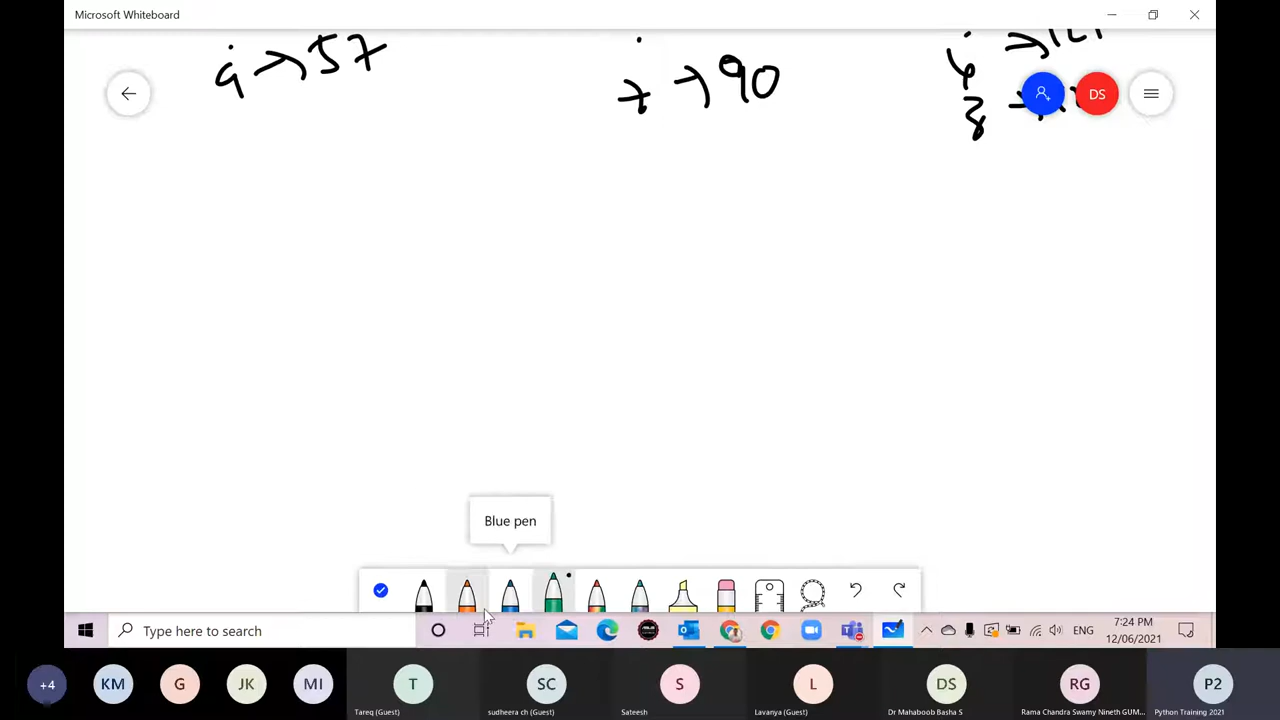 Microsoft Whiteboard
9 → 57
7 → 90
8
DS
Blue pen
Type here to search
ENG
7:24 PM
12/06/2021
+4
KM
G
JK
MI
T
SC
S
L
DS
RG
P2
Tareq (Guest)
sudheera ch (Guest)
Sateesh
Lavanya (Guest)
Dr Mahaboob Basha S
Rama Chandra Swamy Nineth GUM...
Python Training 2021